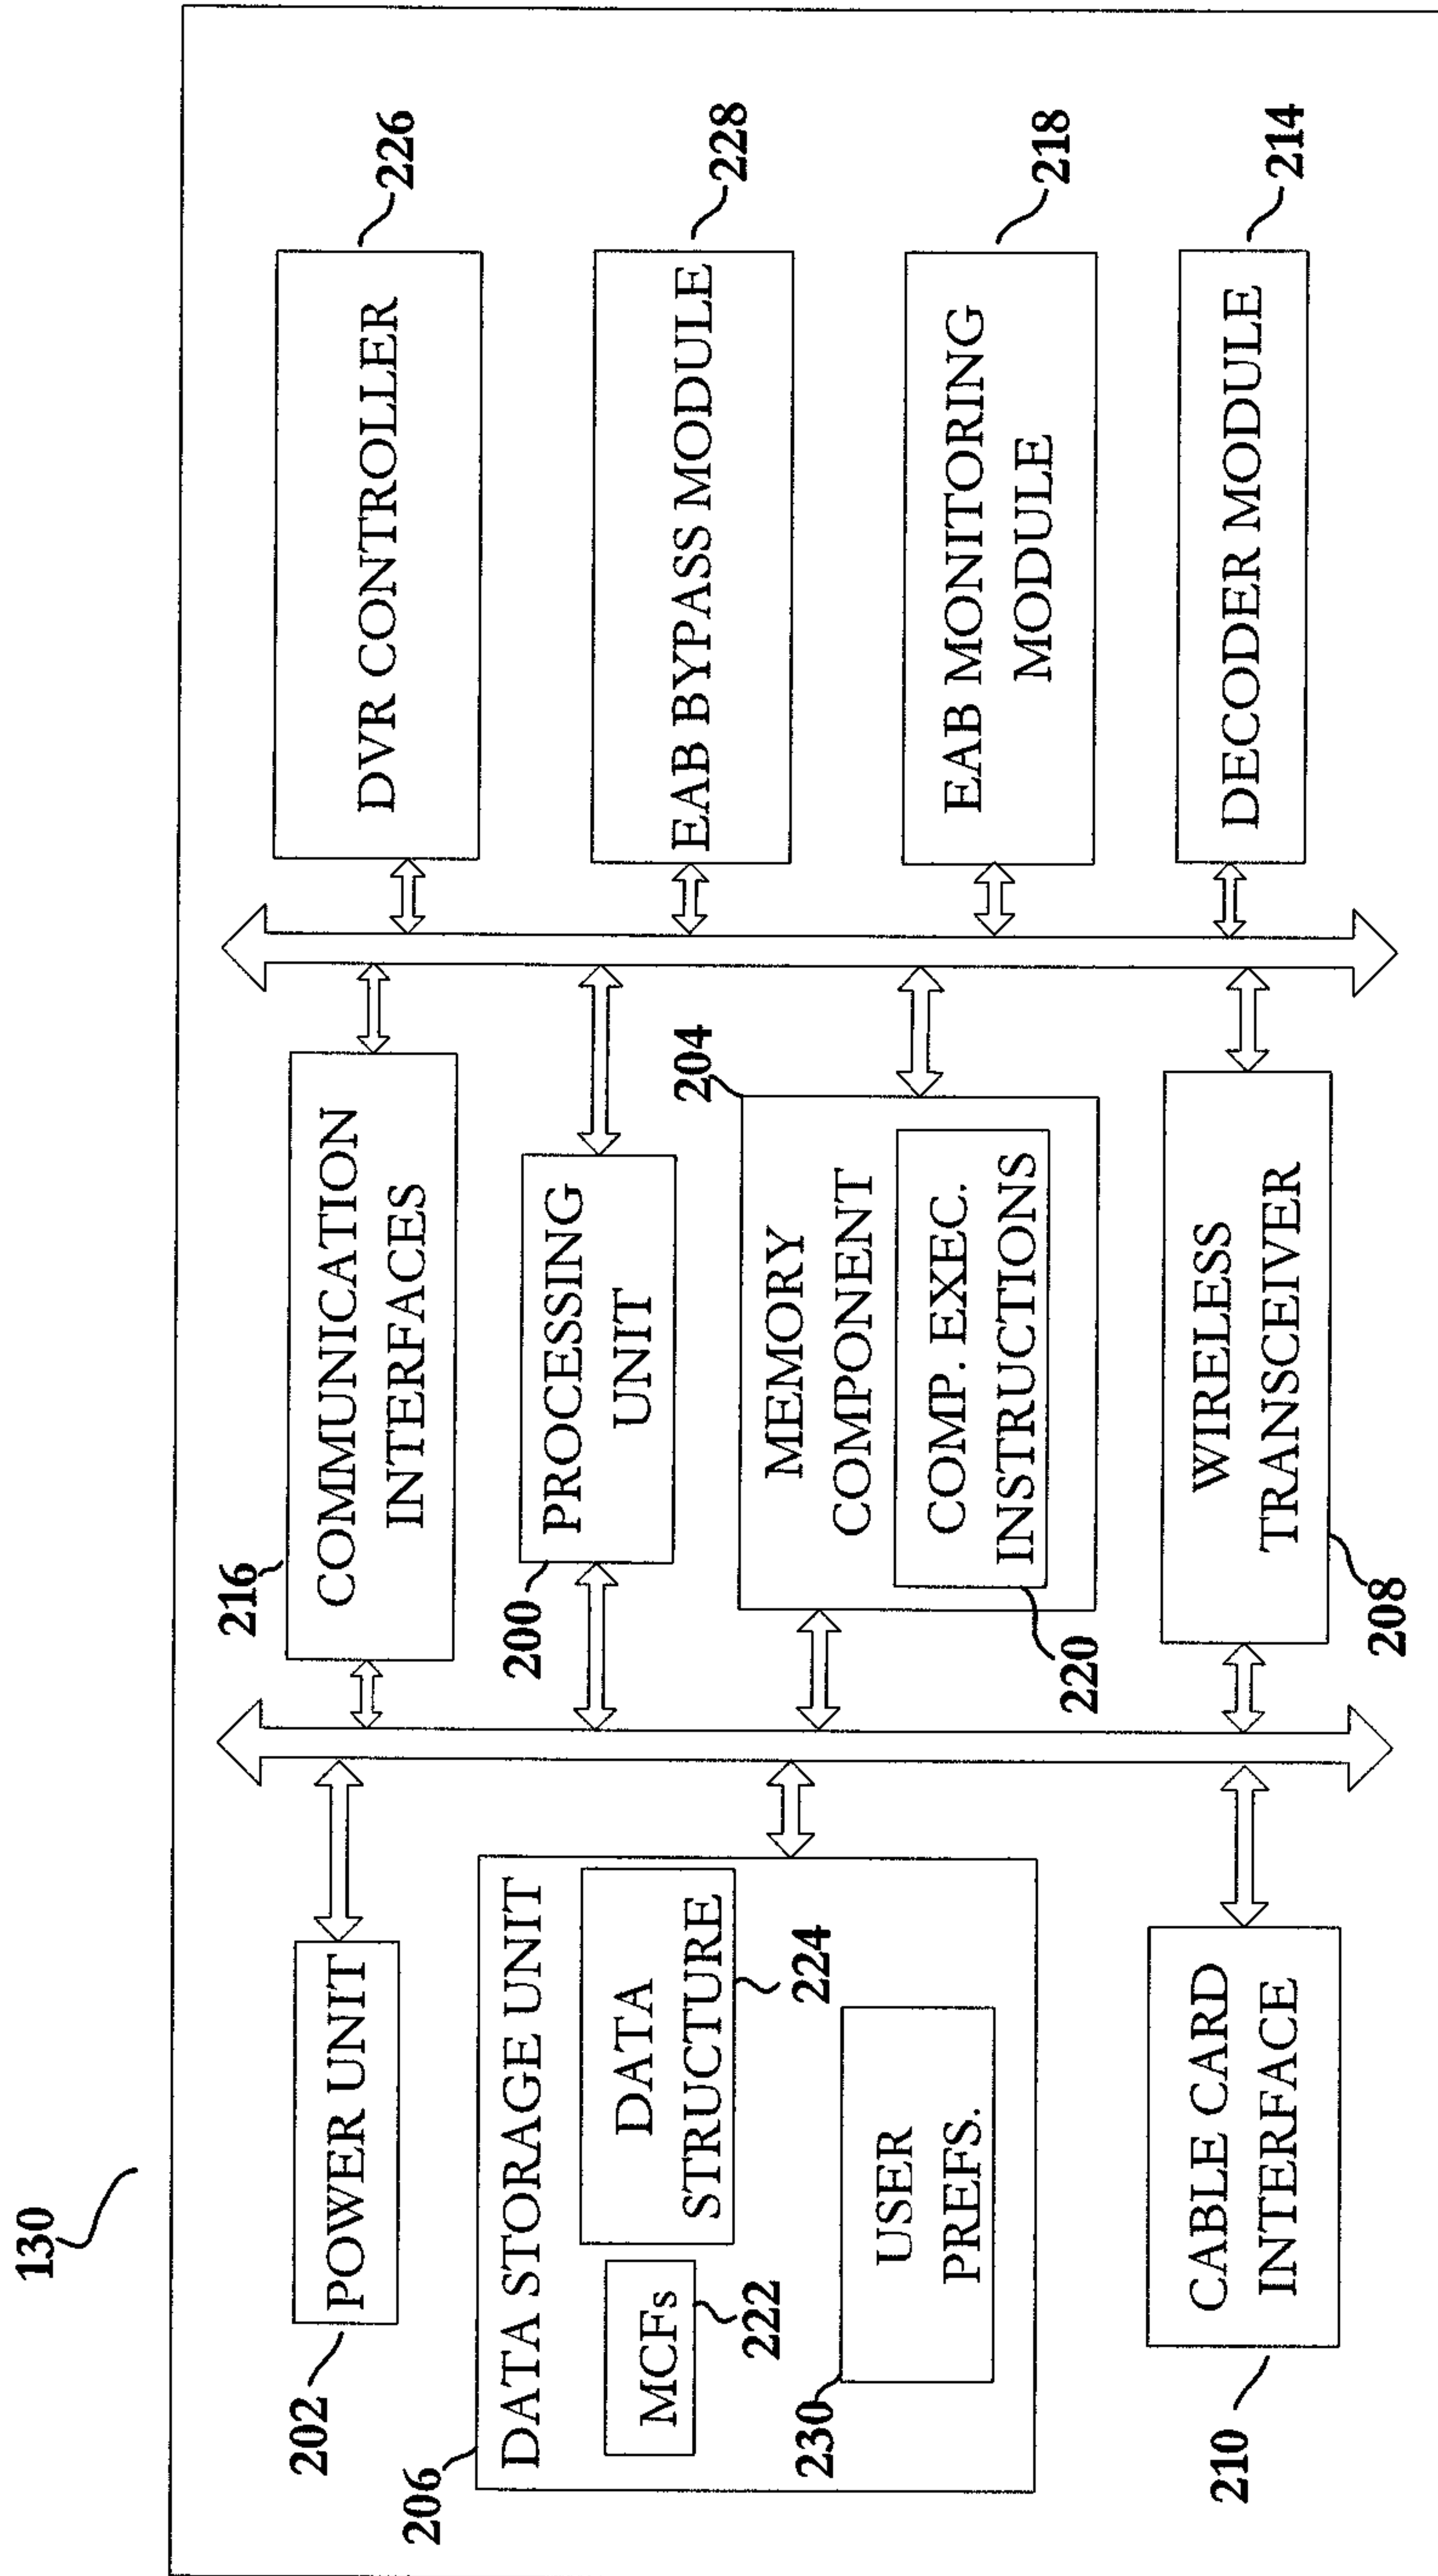 130
202
POWER UNIT
206
DATA STORAGE UNIT
MCFs
222
DATA
STRUCTURE
224
230
USER
PREFS.
210
CABLE CARD
INTERFACE
216
COMMUNICATION
INTERFACES
200
PROCESSING
UNIT
204
MEMORY
COMPONENT
COMP. EXEC.
INSTRUCTIONS
220
WIRELESS
TRANSCEIVER
208
DVR CONTROLLER
226
EAB BYPASS MODULE
228
EAB MONITORING
MODULE
218
DECODER MODULE
214